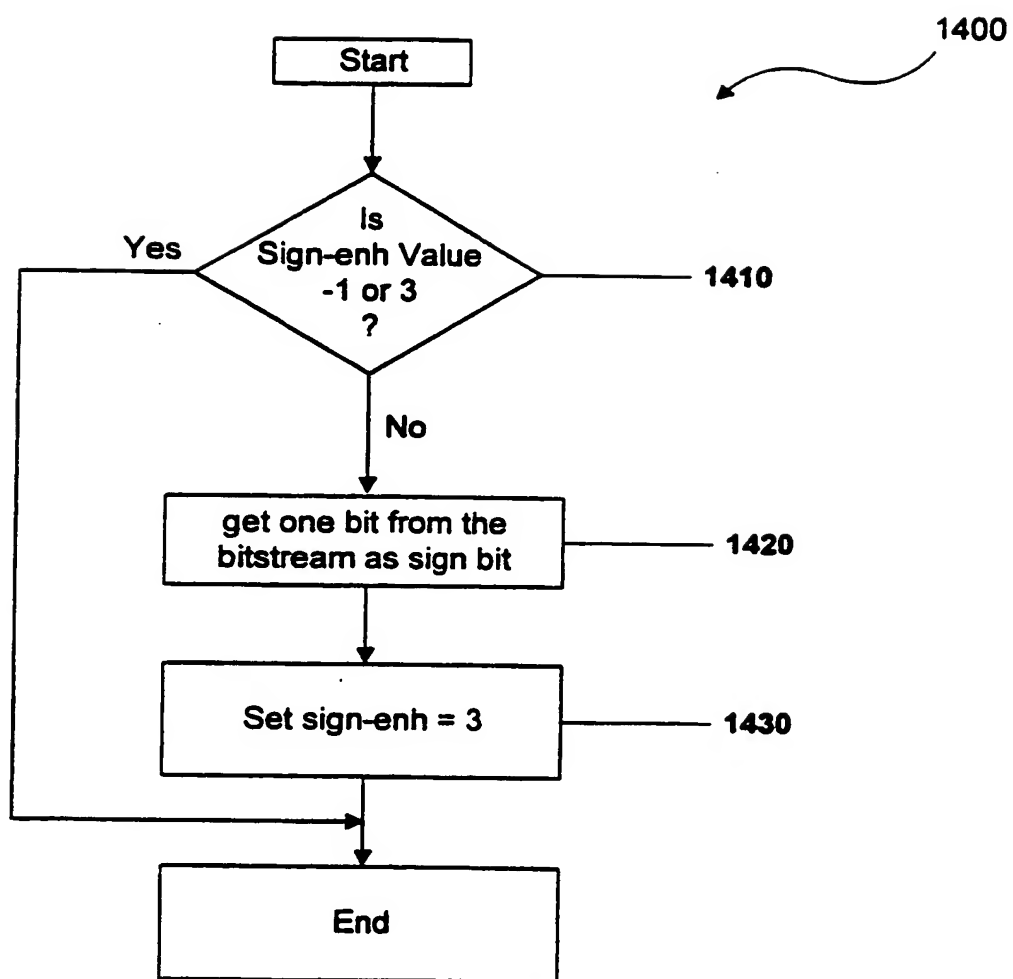 1400
Start
Is
Sign-enh Value
-1 or 3
?
Yes
1410
No
get one bit from the
bitstream as sign bit
1420
Set sign-enh = 3
1430
End